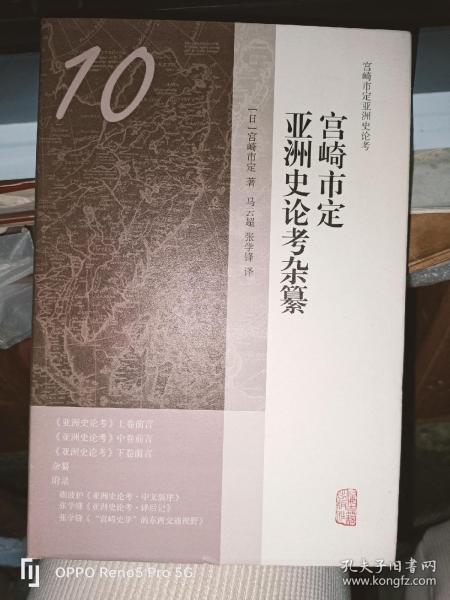 10
宫崎市定亚洲史论考
宫崎市定
亚洲史论考杂纂
［日］宫崎市定 著 马云超 张学锋 译
《亚洲史论考》上卷前言
《亚洲史论考》中卷前言
《亚洲史论考》下卷前言
杂纂
附录
砺波护《亚洲史论考·中文版序》
张学锋《亚洲史论考·译后记》
张学锋《“宫崎史学”的东西交通视野》
OPPO Reno5 Pro 5G
孔夫子旧书网
www.kongfz.com